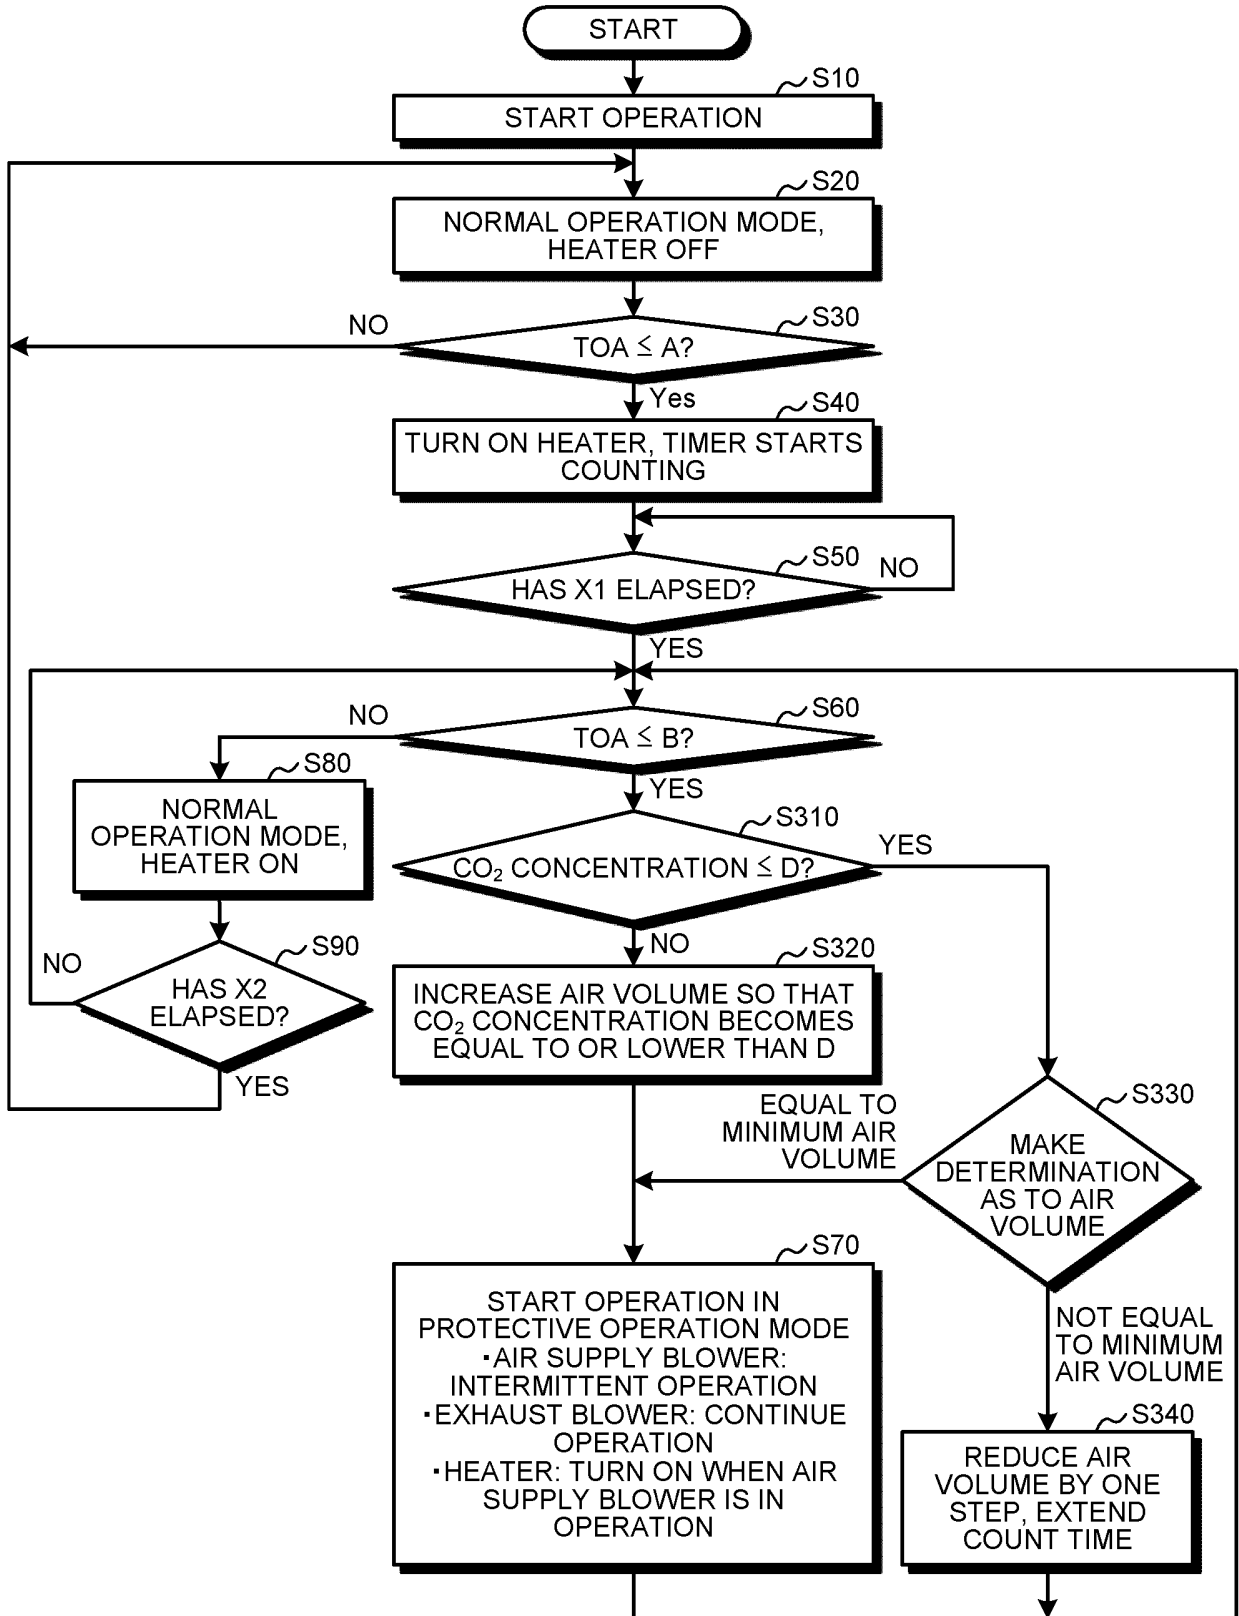 START
S10
START OPERATION
S20
NORMAL OPERATION MODE,
HEATER OFF
S30
NO
TOA ≤ A?
Yes
S40
TURN ON HEATER, TIMER STARTS
COUNTING
S50
HAS X1 ELAPSED?
NO
YES
S60
NO
TOA ≤ B?
YES
S80
NORMAL
OPERATION MODE,
HEATER ON
S310
CO₂ CONCENTRATION ≤ D?
YES
NO
S90
NO
HAS X2
ELAPSED?
YES
S320
INCREASE AIR VOLUME SO THAT
CO₂ CONCENTRATION BECOMES
EQUAL TO OR LOWER THAN D
EQUAL TO
MINIMUM AIR
VOLUME
S330
MAKE
DETERMINATION
AS TO AIR
VOLUME
S70
START OPERATION IN
PROTECTIVE OPERATION MODE
・AIR SUPPLY BLOWER:
INTERMITTENT OPERATION
・EXHAUST BLOWER: CONTINUE
OPERATION
・HEATER: TURN ON WHEN AIR
SUPPLY BLOWER IS IN
OPERATION
NOT EQUAL
TO MINIMUM
AIR VOLUME
S340
REDUCE AIR
VOLUME BY ONE
STEP, EXTEND
COUNT TIME